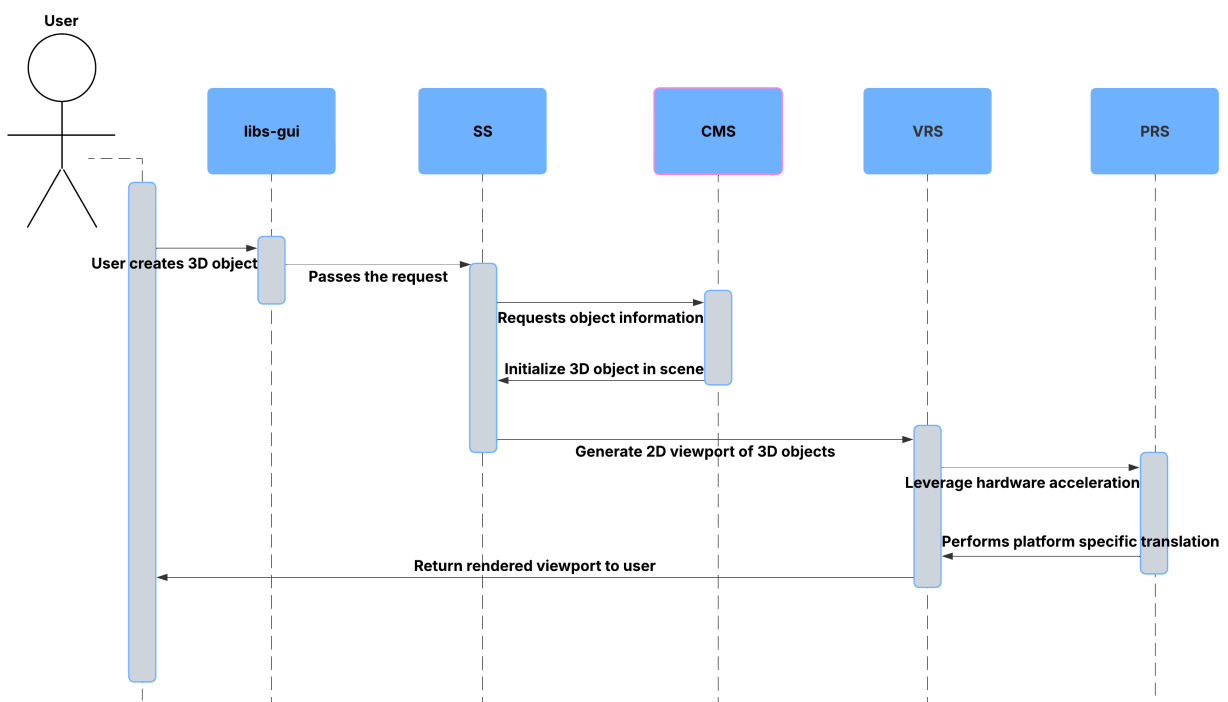 User
libs-gui
SS
CMS
VRS
PRS
User creates 3D object
Passes the request
Requests object information
Initialize 3D object in scene
Generate 2D viewport of 3D objects
Leverage hardware acceleration
Performs platform specific translation
Return rendered viewport to user